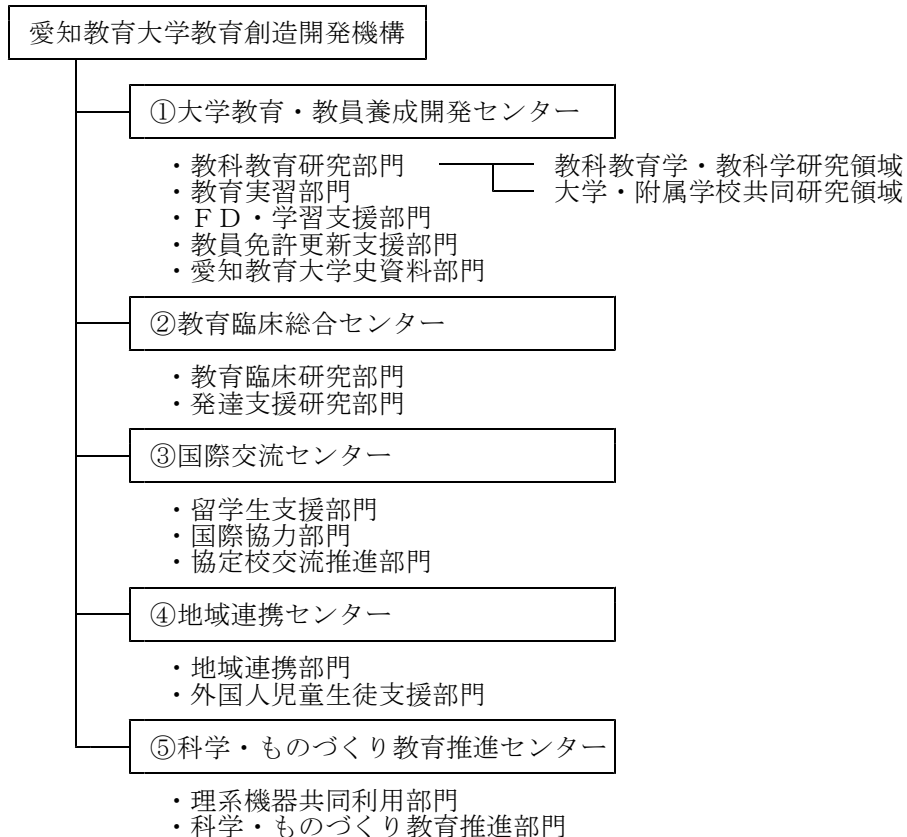 愛知教育大学教育創造開発機構
①大学教育・教員養成開発センター
・教科教育研究部門 教科教育学・教科学研究領域
・教育実習部門 大学・附属学校共同研究領域
・ＦＤ・学習支援部門
・教員免許更新支援部門
・愛知教育大学史資料部門
②教育臨床総合センター
・教育臨床研究部門
・発達支援研究部門
③国際交流センター
・留学生支援部門
・国際協力部門
・協定校交流推進部門
④地域連携センター
・地域連携部門
・外国人児童生徒支援部門
⑤科学・ものづくり教育推進センター
・理系機器共同利用部門
・科学・ものづくり教育推進部門